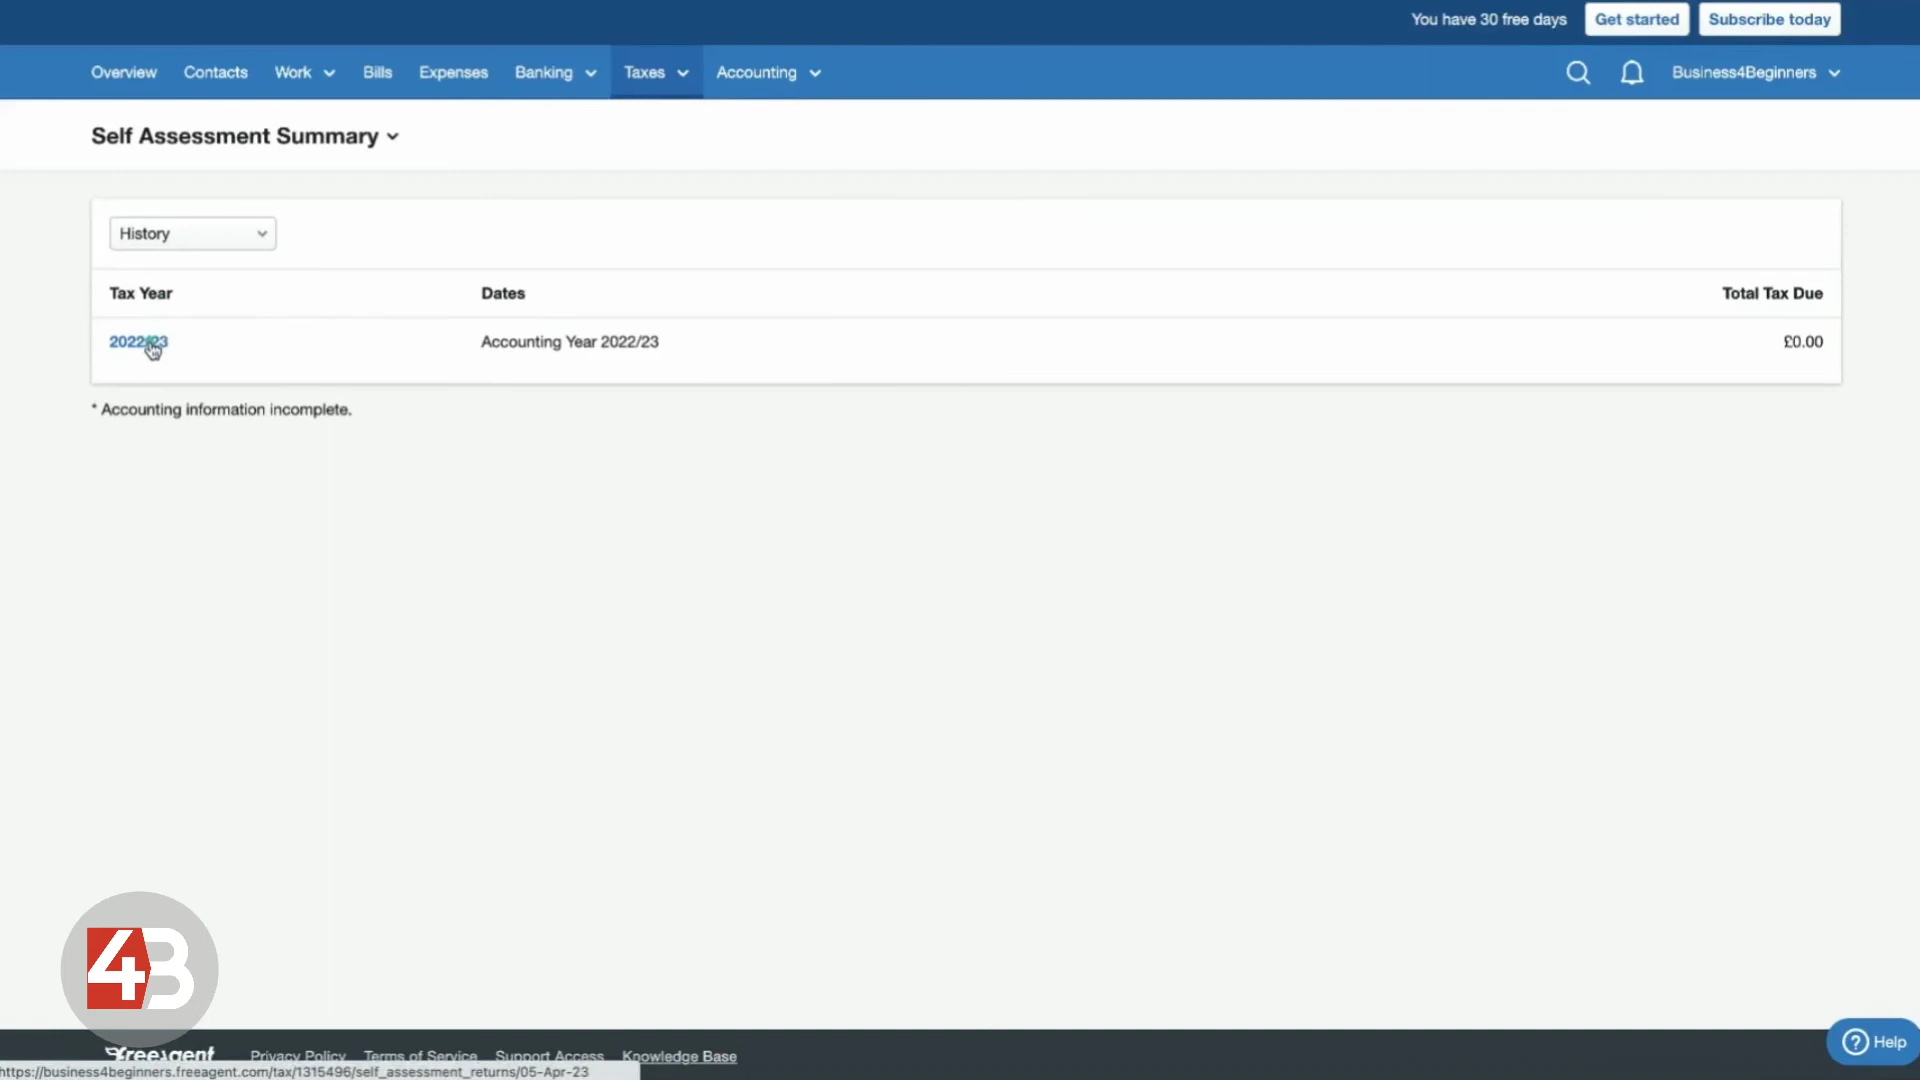 You have 30 free days Get started Subscribe today
Overview Contacts Work Bills Expenses Banking Taxes Accounting Business4Beginners
Self Assessment Summary
History
Tax Year Dates Total Tax Due
2022/23 Accounting Year 2022/23 £0.00
* Accounting information incomplete.
4B
freeagent Privacy Policy Terms of Service Support Access Knowledge Base
Help
https://business4beginners.freeagent.com/tax/1315496/self_assessment_returns/05-Apr-23